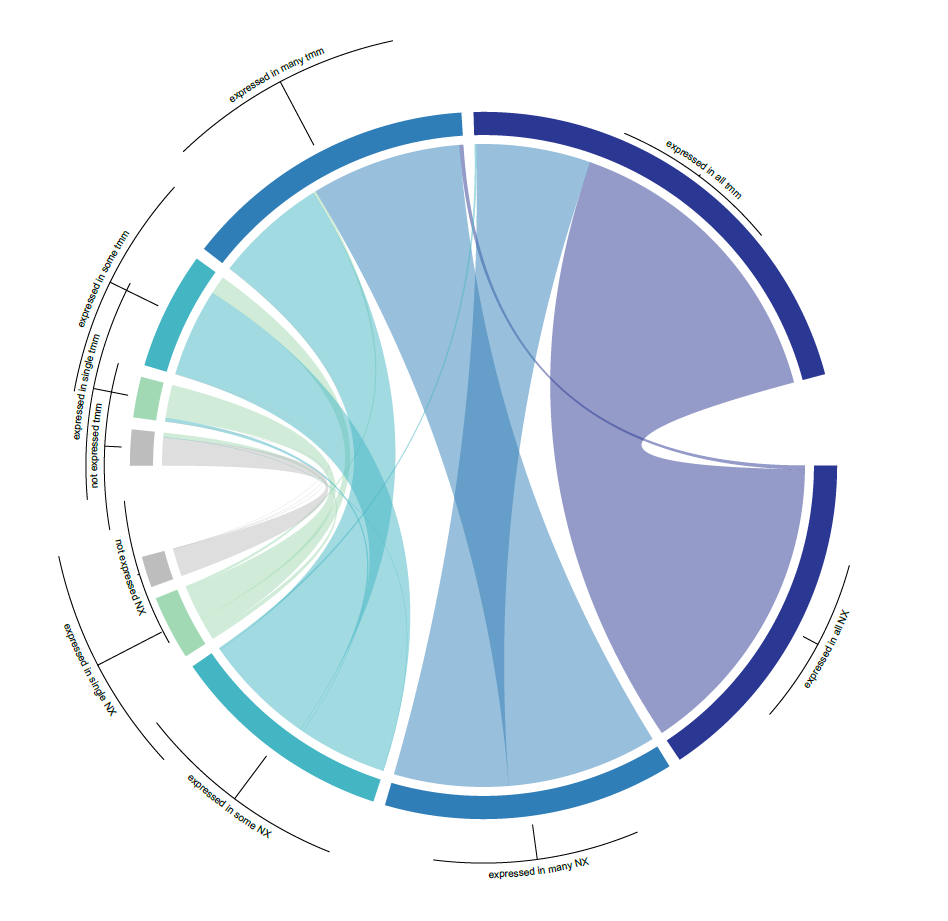 expressed in many tmm
expressed in all tmm
expressed in some tmm
expressed in single tmm
not expressed tmm
not expressed NX
expressed in single NX
expressed in some NX
expressed in many NX
expressed in all NX